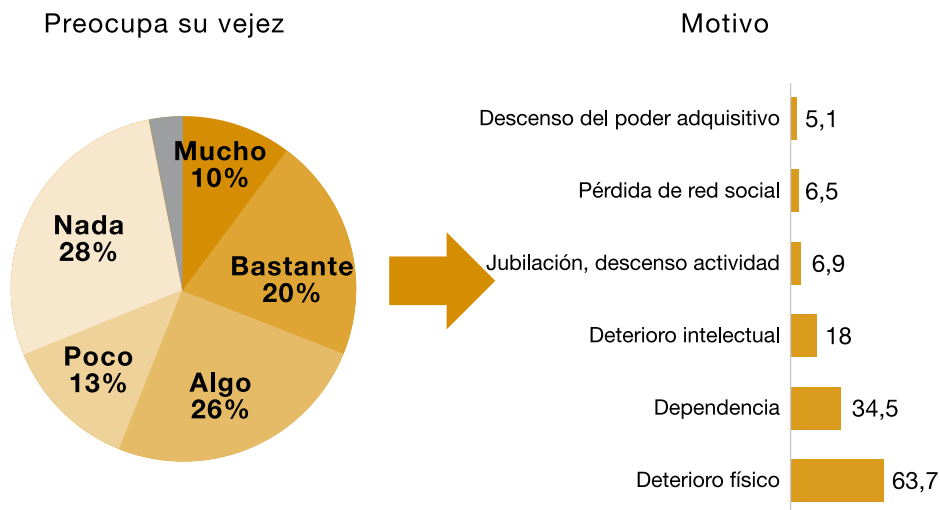 Preocupa su vejez
Motivo
Mucho
10%
Bastante
20%
Algo
26%
Poco
13%
Nada
28%
Descenso del poder adquisitivo 5,1
Pérdida de red social 6,5
Jubilación, descenso actividad 6,9
Deterioro intelectual 18
Dependencia 34,5
Deterioro físico 63,7